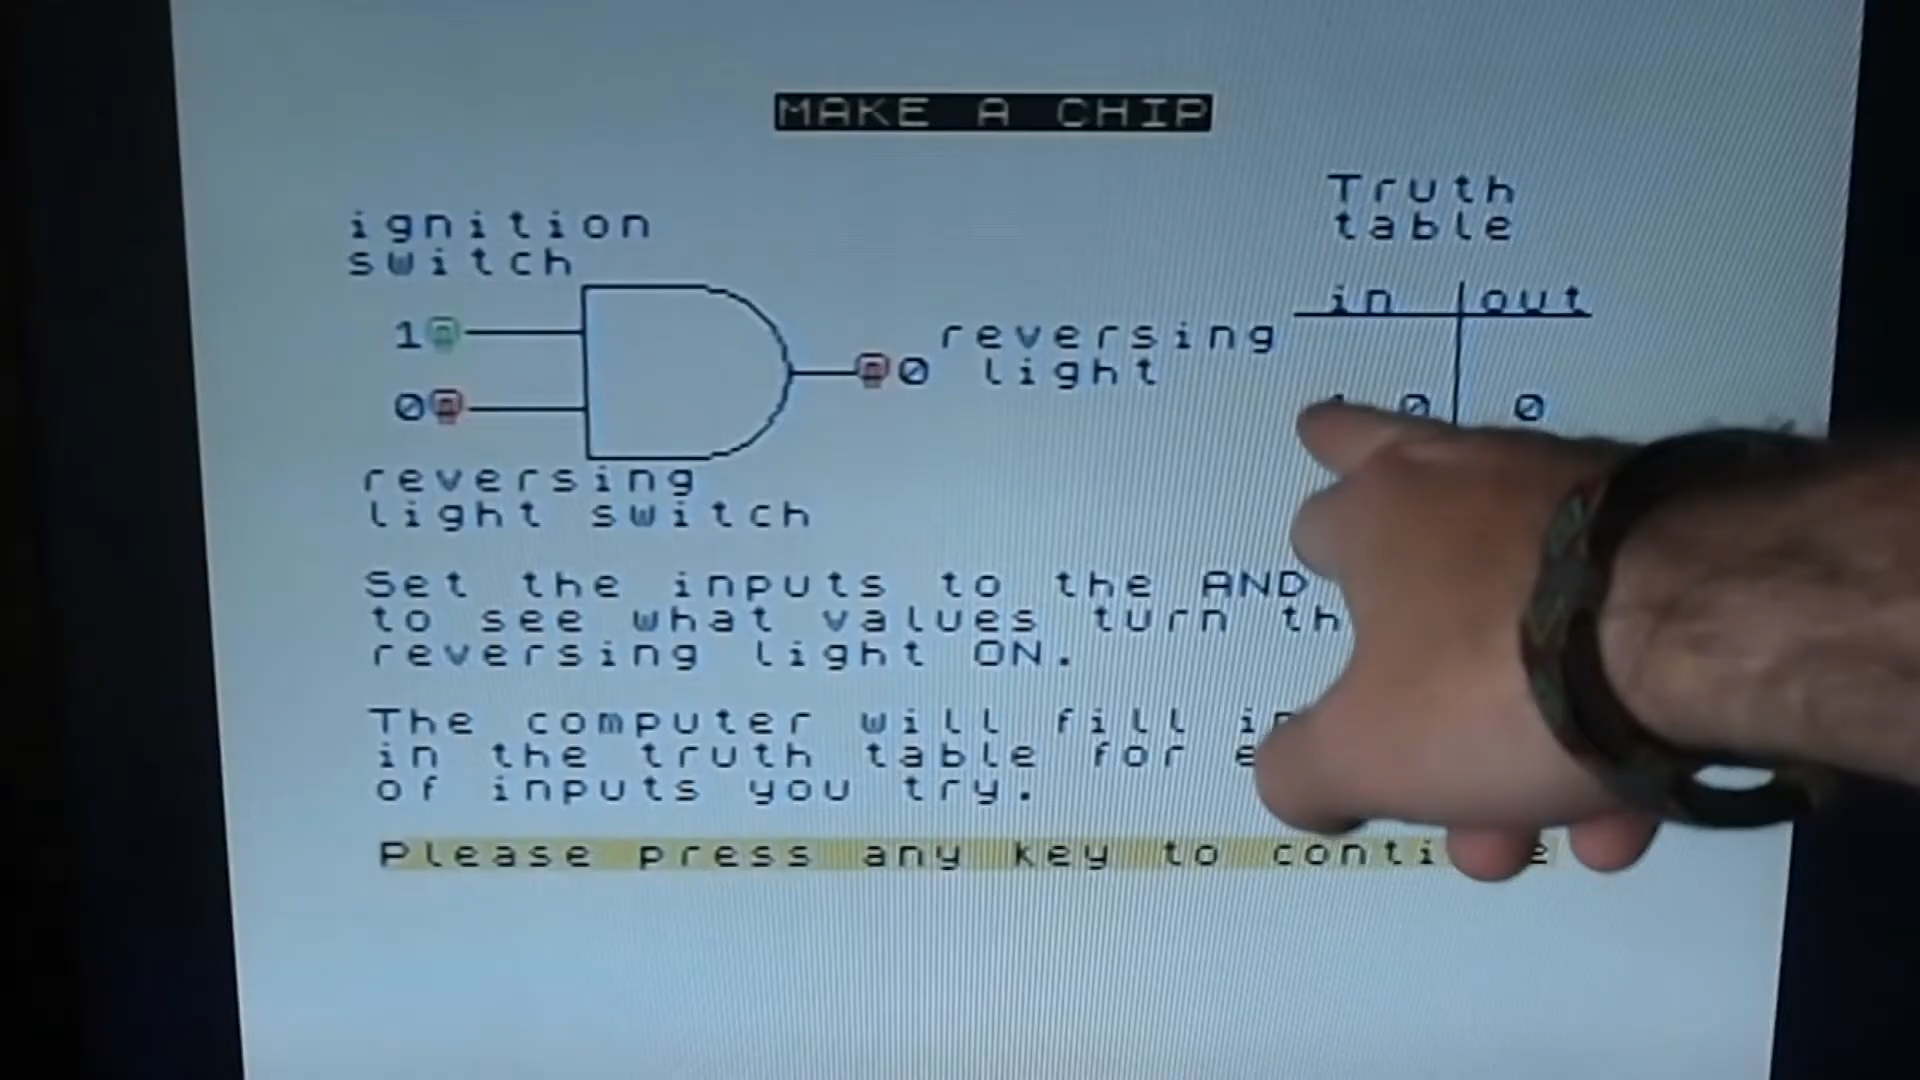 MAKE A CHIP
Truth
table
ignition
switch
in out
1
reversing
light
0
0
1 0 0
reversing
light switch
Set the inputs to the AND
to see what values turn
reversing light ON.
The computer will fill
in the truth table for
of inputs you try.
Please press any key to